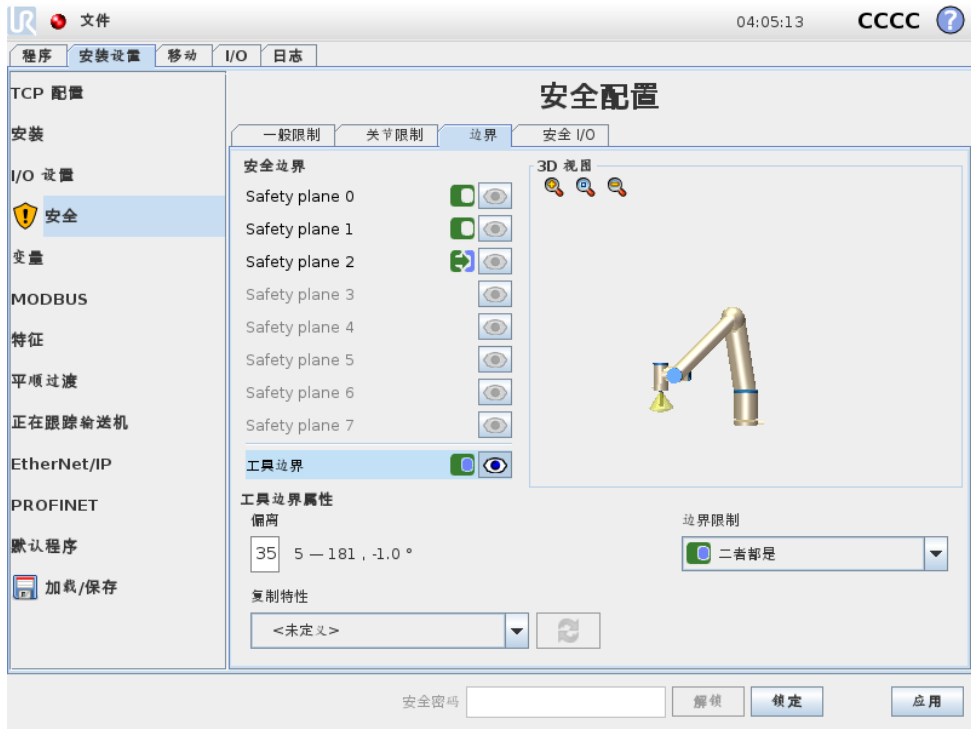 UR 文件 04:05:13 CCCC ?
程序 安装设置 移动 I/O 日志
TCP 配置
安装
I/O 设置
安全
变量
MODBUS
特征
平顺过渡
正在跟踪输送机
EtherNet/IP
PROFINET
默认程序
加载/保存
安全配置
一般限制 关节限制 边界 安全 I/O
安全边界
Safety plane 0
Safety plane 1
Safety plane 2
Safety plane 3
Safety plane 4
Safety plane 5
Safety plane 6
Safety plane 7
工具边界
3D 视图
工具边界属性
偏离
35 5 — 181 , -1.0 °
边界限制
二者都是
复制特性
<未定义>
安全密码 解锁 锁定 应用